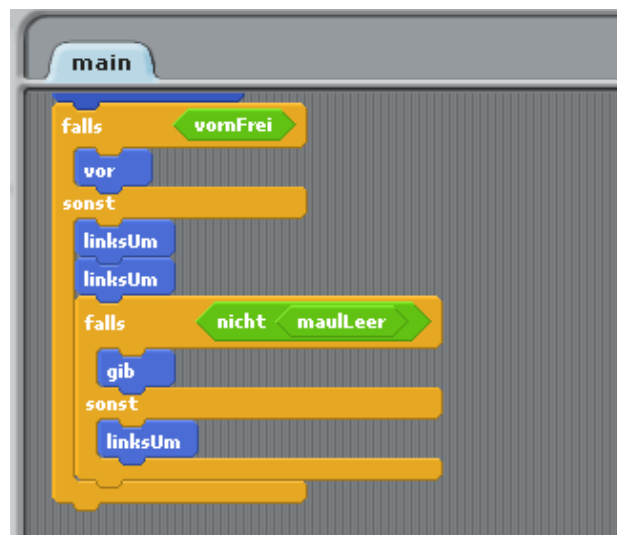 main
falls vornFrei
vor
sonst
linksUm
linksUm
falls nicht maulLeer
gib
sonst
linksUm